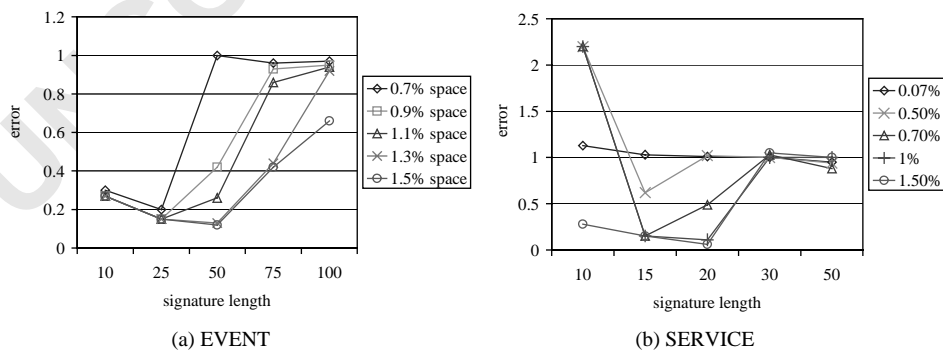 1.2
1
0.8
0.6
0.4
0.2
0
error
10 25 50 75 100
signature length
0.7% space
0.9% space
1.1% space
1.3% space
1.5% space
(a) EVENT
2.5
2
1.5
1
0.5
0
error
10 15 20 30 50
signature length
0.07%
0.50%
0.70%
1%
1.50%
(b) SERVICE